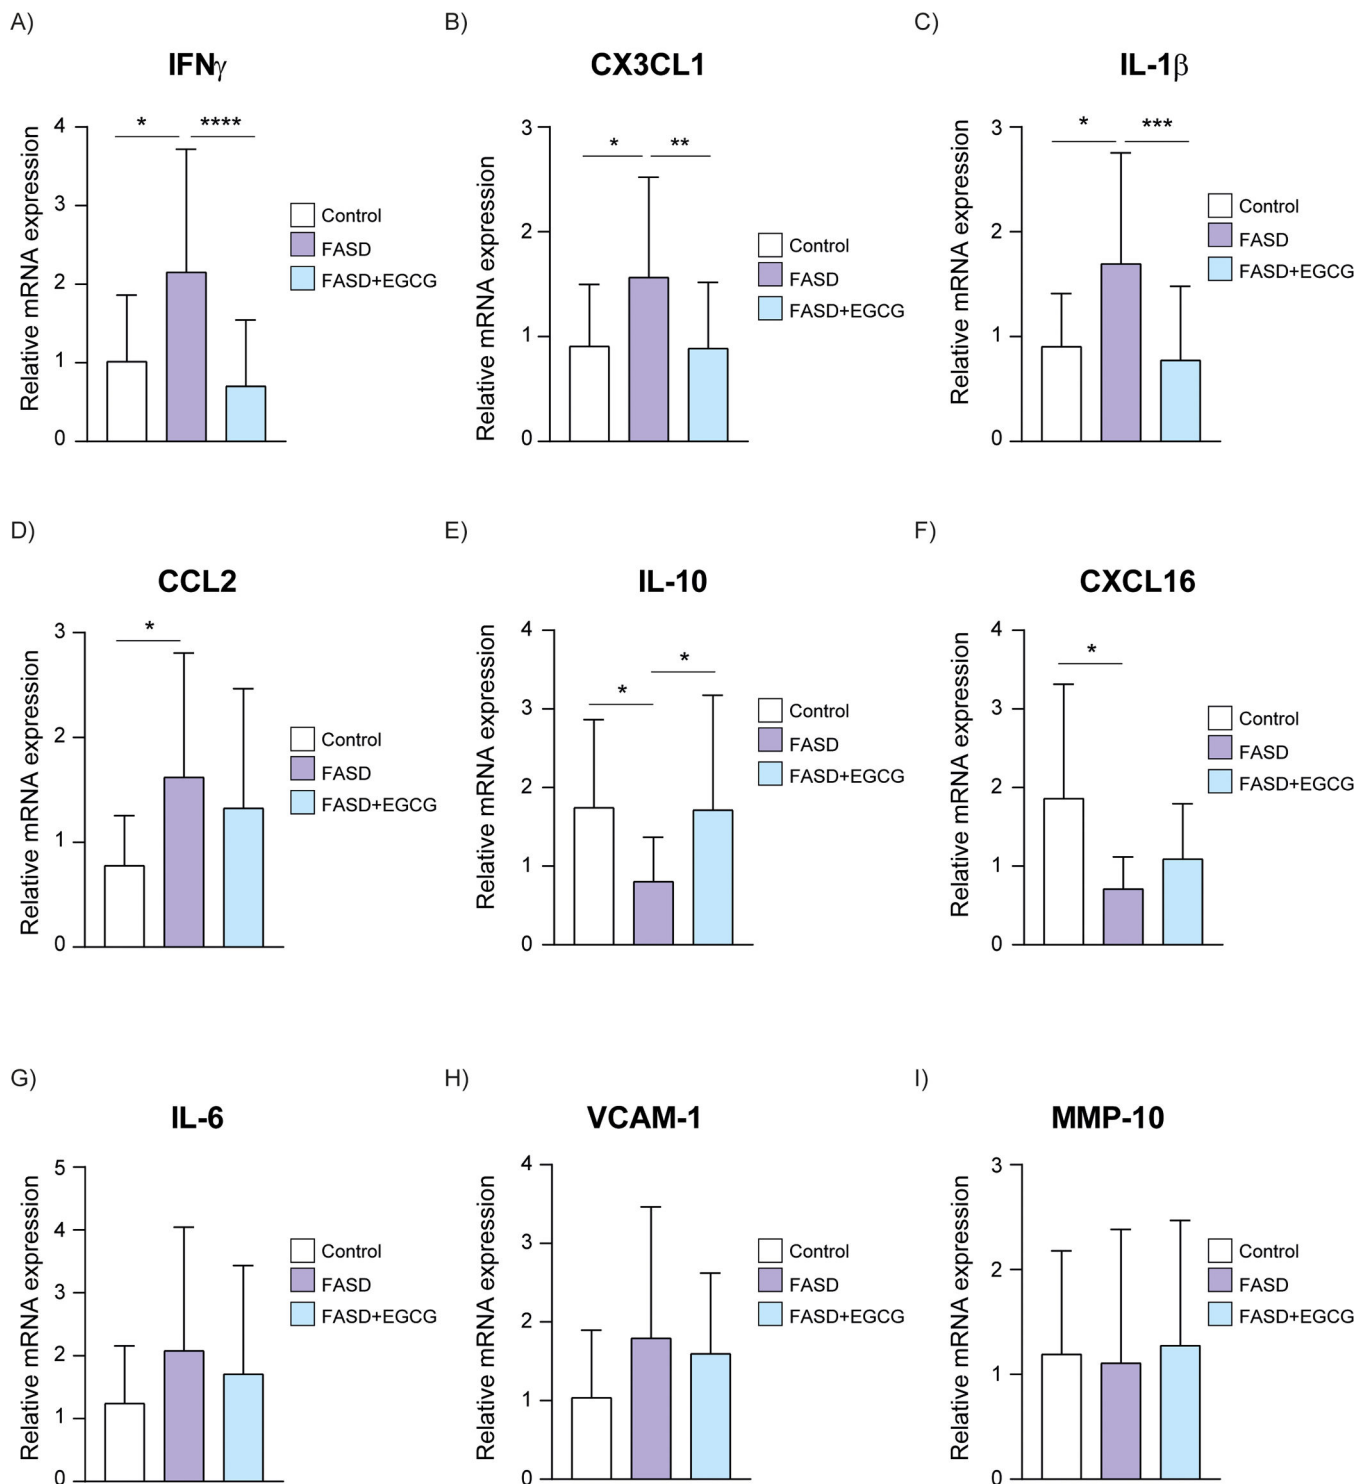 A)
IFNγ
Relative mRNA expression
4
3
2
1
0
*
****
Control
FASD
FASD+EGCG
B)
CX3CL1
Relative mRNA expression
3
2
1
0
*
**
Control
FASD
FASD+EGCG
C)
IL-1β
Relative mRNA expression
3
2
1
0
*
***
Control
FASD
FASD+EGCG
D)
CCL2
Relative mRNA expression
3
2
1
0
*
Control
FASD
FASD+EGCG
E)
IL-10
Relative mRNA expression
4
3
2
1
0
*
*
Control
FASD
FASD+EGCG
F)
CXCL16
Relative mRNA expression
4
3
2
1
0
*
Control
FASD
FASD+EGCG
G)
IL-6
Relative mRNA expression
5
4
3
2
1
0
Control
FASD
FASD+EGCG
H)
VCAM-1
Relative mRNA expression
4
3
2
1
0
Control
FASD
FASD+EGCG
I)
MMP-10
Relative mRNA expression
3
2
1
0
Control
FASD
FASD+EGCG